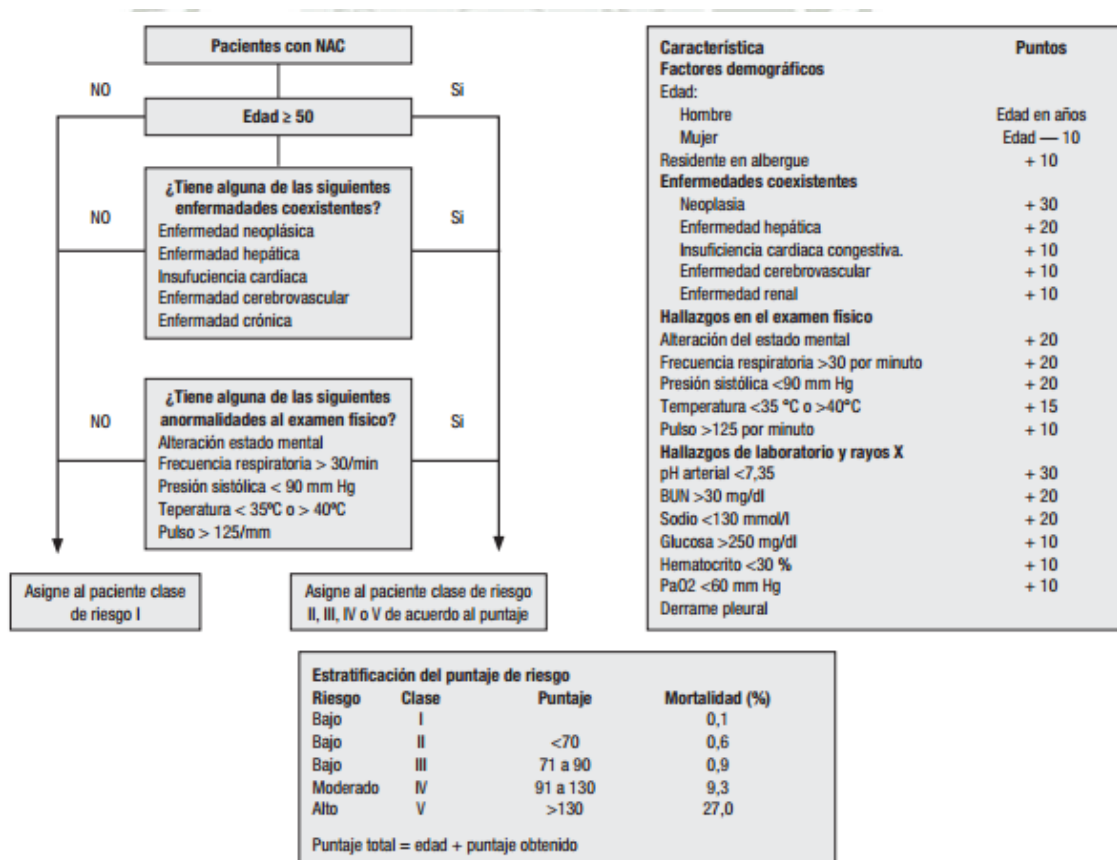 Pacientes con NAC
NO
Si
Edad ≥ 50
¿Tiene alguna de las siguientes
enfermadades coexistentes?
NO
Si
Enfermedad neoplásica
Enfermedad hepática
Insufuciencia cardíaca
Enfermadad cerebrovascular
Enfermadad crónica
¿Tiene alguna de las siguientes
anormalidades al examen físico?
NO
Si
Alteración estado mental
Frecuencia respiratoria > 30/min
Presión sistólica < 90 mm Hg
Teperatura < 35ºC o > 40ºC
Pulso > 125/mm
Asigne al paciente clase
de riesgo I
Asigne al paciente clase de riesgo
II, III, IV o V de acuerdo al puntaje
Característica Puntos
Factores demográficos
Edad:
Hombre Edad en años
Mujer Edad — 10
Residente en albergue + 10
Enfermedades coexistentes
Neoplasia + 30
Enfermedad hepática + 20
Insuficiencia cardiaca congestiva. + 10
Enfermedad cerebrovascular + 10
Enfermedad renal + 10
Hallazgos en el examen físico
Alteración del estado mental + 20
Frecuencia respiratoria >30 por minuto + 20
Presión sistólica <90 mm Hg + 20
Temperatura <35 °C o >40°C + 15
Pulso >125 por minuto + 10
Hallazgos de laboratorio y rayos X
pH arterial <7,35 + 30
BUN >30 mg/dl + 20
Sodio <130 mmol/l + 20
Glucosa >250 mg/dl + 10
Hematocrito <30 % + 10
PaO2 <60 mm Hg + 10
Derrame pleural
Estratificación del puntaje de riesgo
Riesgo Clase Puntaje Mortalidad (%)
Bajo I 0,1
Bajo II <70 0,6
Bajo III 71 a 90 0,9
Moderado IV 91 a 130 9,3
Alto V >130 27,0
Puntaje total = edad + puntaje obtenido